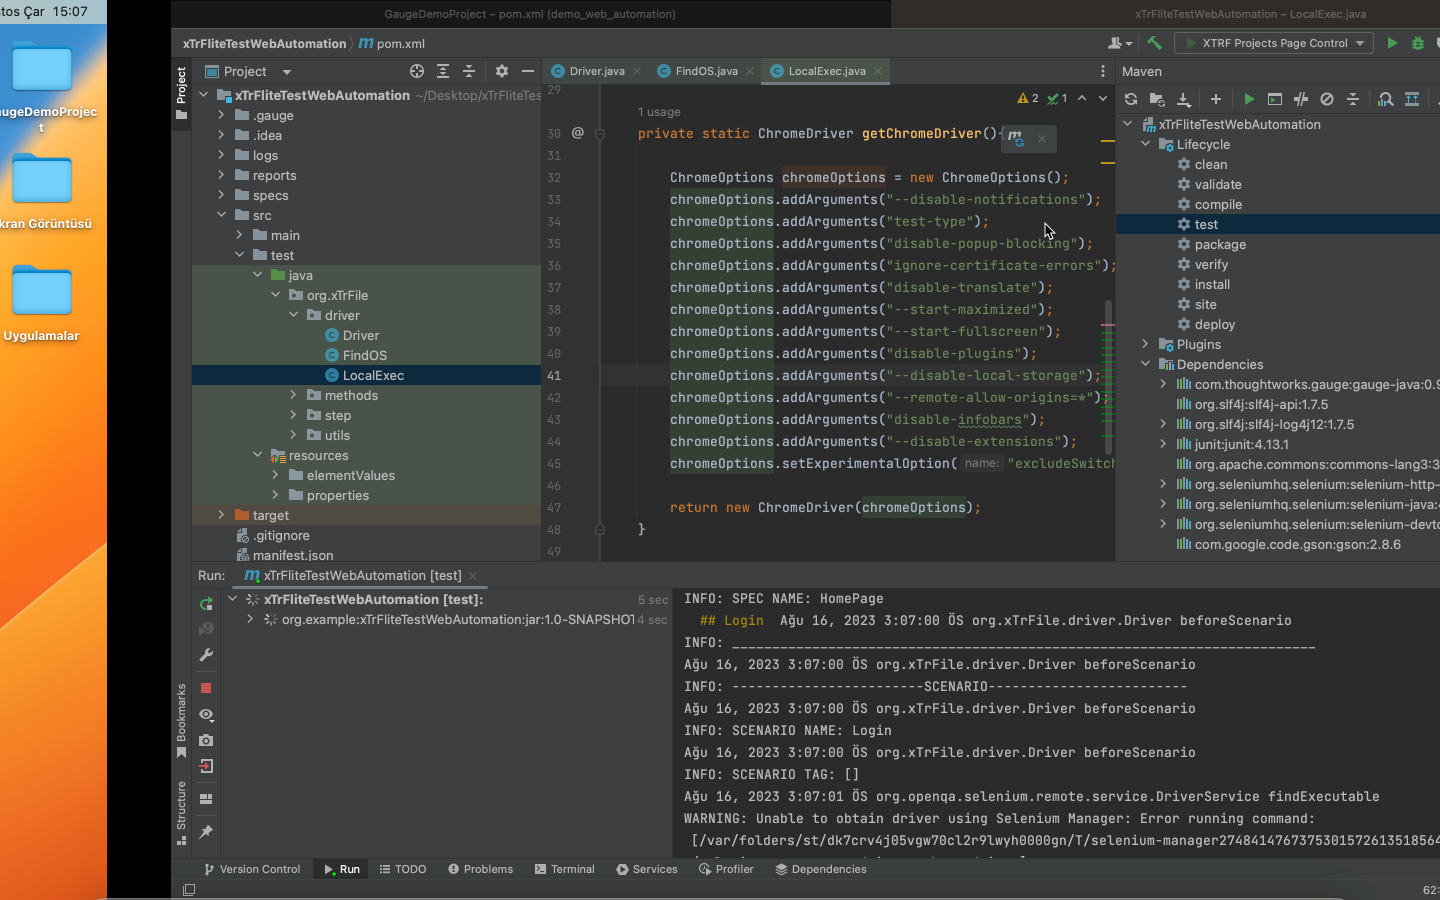 tos Çar 15:07
augeDemoProjec
t
kran Görüntüsü
Uygulamalar
GaugeDemoProject – pom.xml (demo_web_automation)
xTrFliteTestWebAutomation – LocalExec.java
xTrFliteTestWebAutomation
pom.xml
XTRF Projects Page Control
Project
Project
Driver.java
FindOS.java
LocalExec.java
Maven
xTrFliteTestWebAutomation ~/Desktop/xTrFliteTes
.gauge
.idea
logs
reports
specs
src
main
test
java
org.xTrFile
driver
Driver
FindOS
LocalExec
methods
step
utils
resources
elementValues
properties
target
.gitignore
manifest.json
2 1
29
1 usage
30 @ private static ChromeDriver getChromeDriver(){
31
32 ChromeOptions chromeOptions = new ChromeOptions();
33 chromeOptions.addArguments("--disable-notifications");
34 chromeOptions.addArguments("test-type");
35 chromeOptions.addArguments("disable-popup-blocking");
36 chromeOptions.addArguments("ignore-certificate-errors");
37 chromeOptions.addArguments("disable-translate");
38 chromeOptions.addArguments("--start-maximized");
39 chromeOptions.addArguments("--start-fullscreen");
40 chromeOptions.addArguments("disable-plugins");
41 chromeOptions.addArguments("--disable-local-storage");
42 chromeOptions.addArguments("--remote-allow-origins=*");
43 chromeOptions.addArguments("disable-infobars");
44 chromeOptions.addArguments("--disable-extensions");
45 chromeOptions.setExperimentalOption( name: "excludeSwitch
46
47 return new ChromeDriver(chromeOptions);
48 }
49
xTrFliteTestWebAutomation
Lifecycle
clean
validate
compile
test
package
verify
install
site
deploy
Plugins
Dependencies
com.thoughtworks.gauge:gauge-java:0.9
org.slf4j:slf4j-api:1.7.5
org.slf4j:slf4j-log4j12:1.7.5
junit:junit:4.13.1
org.apache.commons:commons-lang3:3
org.seleniumhq.selenium:selenium-http-
org.seleniumhq.selenium:selenium-java:4
org.seleniumhq.selenium:selenium-devto
com.google.code.gson:gson:2.8.6
Run: xTrFliteTestWebAutomation [test]
xTrFliteTestWebAutomation [test]: 5 sec
org.example:xTrFliteTestWebAutomation:jar:1.0-SNAPSHOT 4 sec
INFO: SPEC NAME: HomePage
## Login Ağu 16, 2023 3:07:00 ÖS org.xTrFile.driver.Driver beforeScenario
INFO: _________________________________________________________________________
Ağu 16, 2023 3:07:00 ÖS org.xTrFile.driver.Driver beforeScenario
INFO: ------------------------SCENARIO-------------------------
Ağu 16, 2023 3:07:00 ÖS org.xTrFile.driver.Driver beforeScenario
INFO: SCENARIO NAME: Login
Ağu 16, 2023 3:07:00 ÖS org.xTrFile.driver.Driver beforeScenario
INFO: SCENARIO TAG: []
Ağu 16, 2023 3:07:01 ÖS org.openqa.selenium.remote.service.DriverService findExecutable
WARNING: Unable to obtain driver using Selenium Manager: Error running command:
[/var/folders/st/dk7crv4j05vgw70cl2r9lwyh0000gn/T/selenium-manager2748414767375301572613518564
Bookmarks
Structure
Version Control
Run
TODO
Problems
Terminal
Services
Profiler
Dependencies
62: